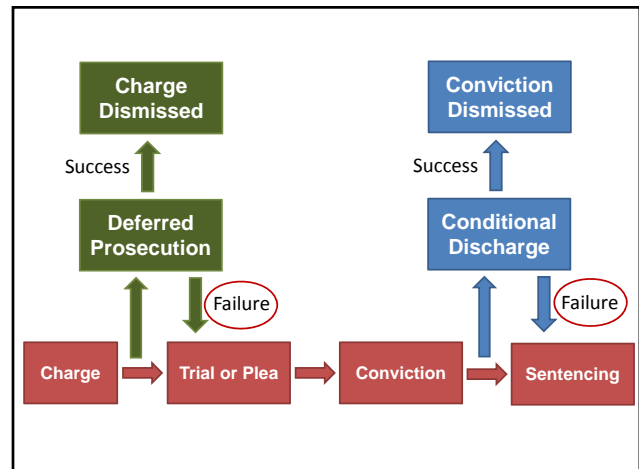 Charge
Dismissed
Conviction
Dismissed
Success
Success
Deferred
Prosecution
Conditional
Discharge
Failure
Failure
Charge
Trial or Plea
Conviction
Sentencing